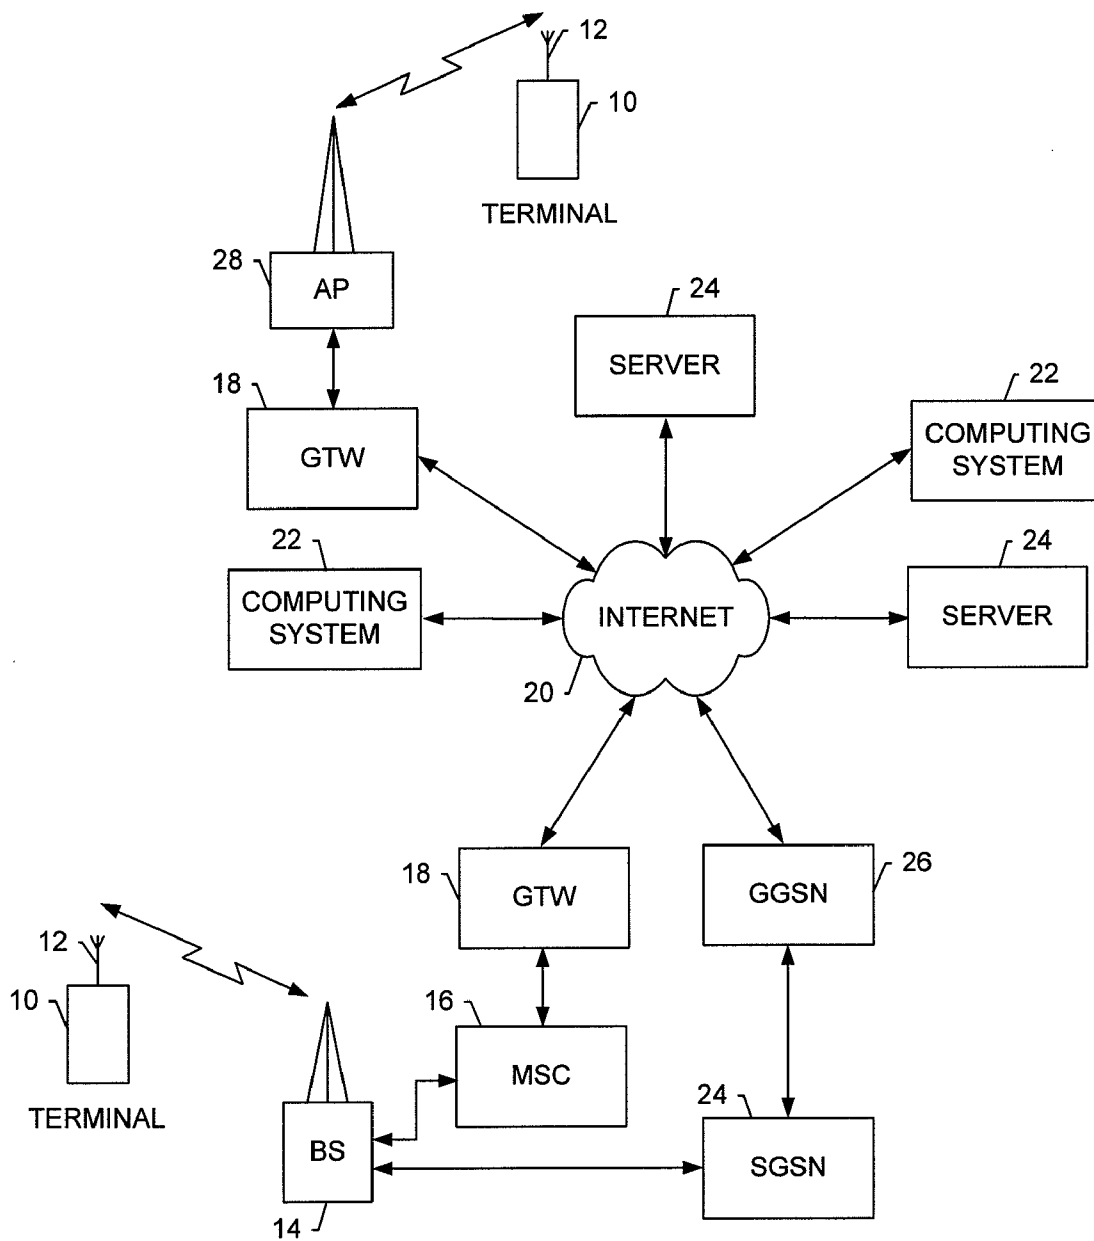 12
10
TERMINAL
28
AP
24
SERVER
18
GTW
22
COMPUTING
SYSTEM
22
COMPUTING
SYSTEM
24
SERVER
INTERNET
20
18
GTW
GGSN
26
12
10
TERMINAL
16
MSC
24
SGSN
BS
14